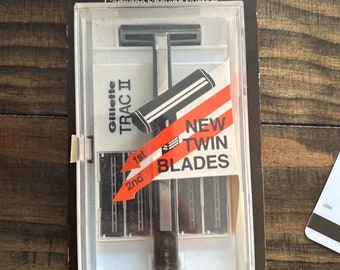 Gillette
TRAC II
1st
2nd
NEW
TWIN
BLADES